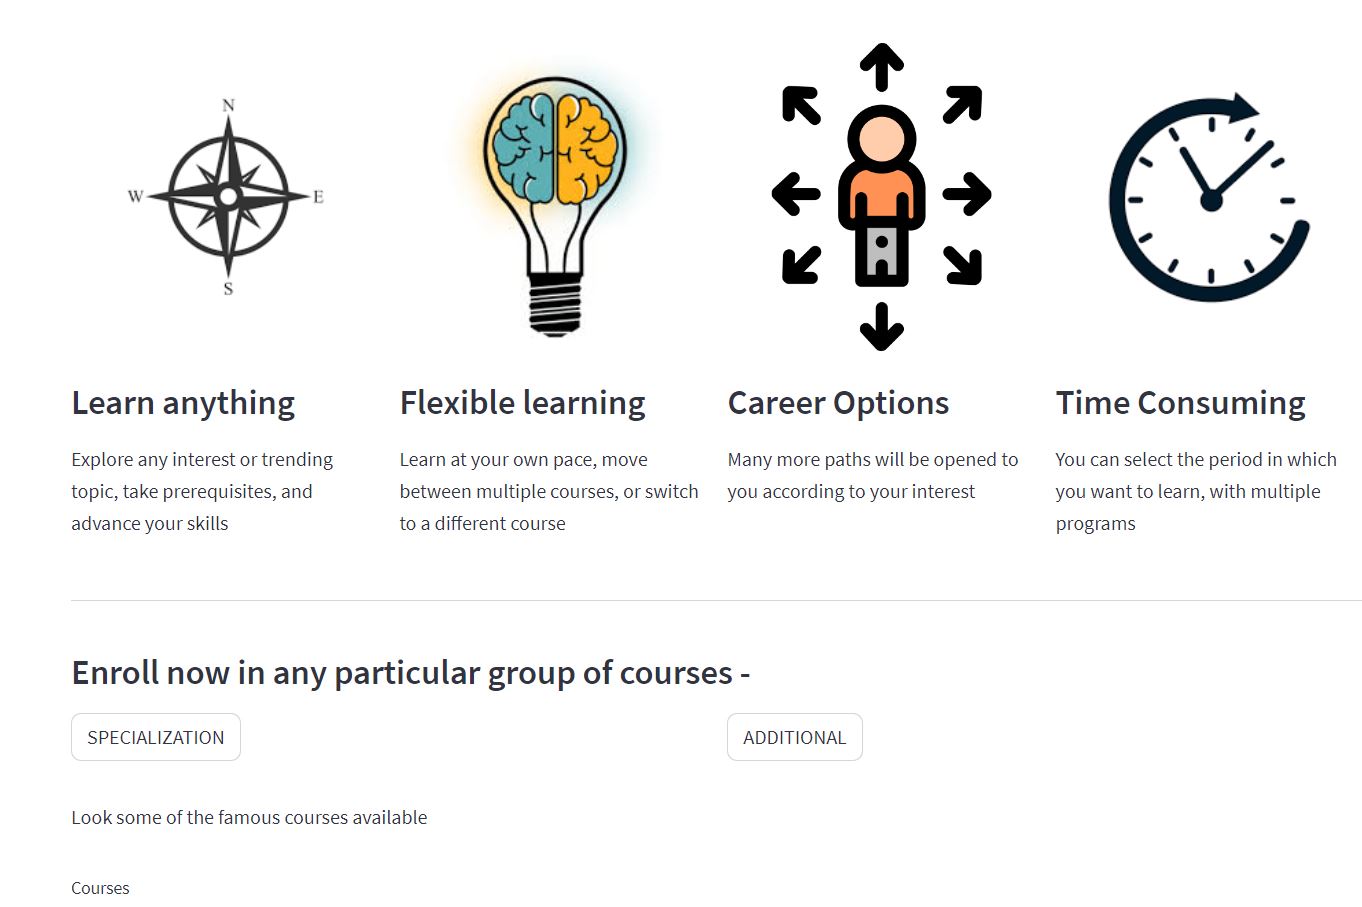 N
W
E
S
Learn anything
Explore any interest or trending
topic, take prerequisites, and
advance your skills
Flexible learning
Learn at your own pace, move
between multiple courses, or switch
to a different course
Career Options
Many more paths will be opened to
you according to your interest
Time Consuming
You can select the period in which
you want to learn, with multiple
programs
Enroll now in any particular group of courses -
SPECIALIZATION
ADDITIONAL
Look some of the famous courses available
Courses